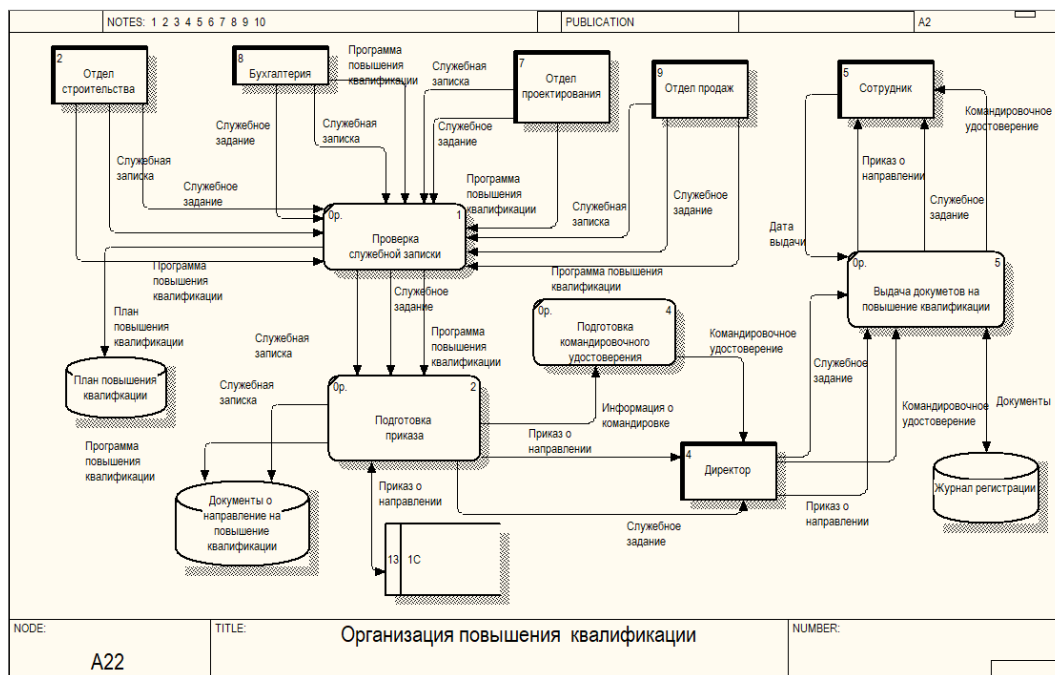 NOTES: 1 2 3 4 5 6 7 8 9 10
PUBLICATION
A2
2
Отдел
строительства
8
Бухгалтерия
Программа
повышения
квалификации
Служебная
записка
7
Отдел
проектирования
9
Отдел продаж
5
Сотрудник
Командировочное
удостоверение
Служебное
задание
Служебная
записка
Служебное
задание
Служебная
записка
Служебное
задание
Программа
повышения
квалификации
Служебная
записка
Служебное
задание
Приказ о
направлении
Служебное
задание
Дата
выдачи
0р.
1
Проверка
служебной записки
Программа
повышения
квалификации
Служебное
задание
Программа повышения
квалификации
0р.
5
Выдача докуметов на
повышение квалификации
План
повышения
квалификации
Служебная
записка
Программа
повышения
квалификации
0р.
4
Подготовка
командировочного
удостоверения
Командировочное
удостоверение
Служебное
задание
План повышения
квалифкации
Служебная
записка
0р.
2
Подготовка
приказа
Информация о
командировке
Приказ о
направлении
Командировочное
удостоверение
Документы
Программа
повышения
квалификации
4
Директор
Журнал регистрации
Документы о
направление на
повышение
квалификации
Приказ о
направлении
Служебное
задание
Приказ о
направлении
13
1С
NODE:
A22
TITLE:
Организация повышения квалификации
NUMBER: